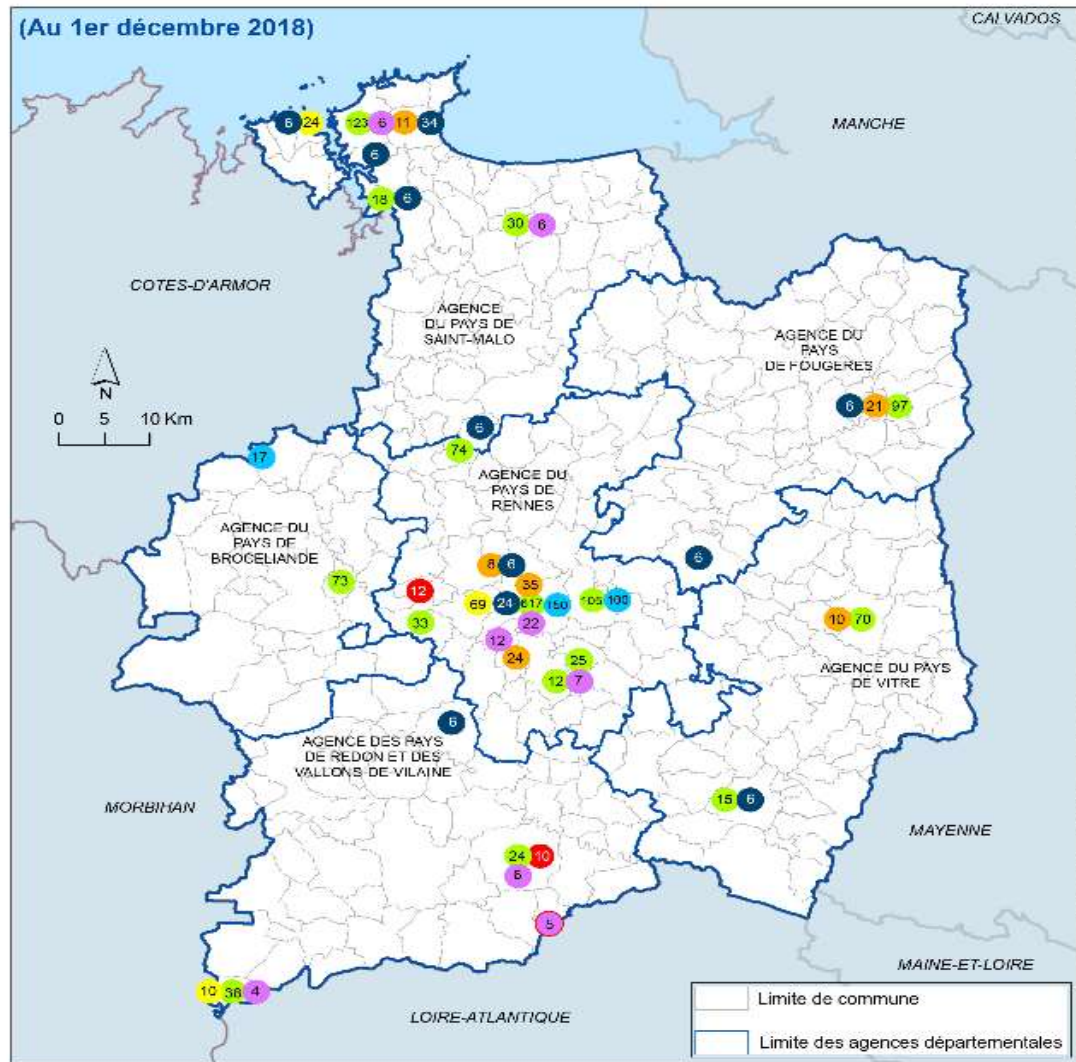 (Au 1er décembre 2018)
CALVADOS
MANCHE
6 24 123 6 11 34
6
18 6
30 6
COTES-D'ARMOR
AGENCE
DU PAYS DE
SAINT-MALO
AGENCE DU
PAYS
DE FOUGERES
N
0 5 10 Km
6 21 97
6
74
17
AGENCE DU
PAYS DE
RENNES
AGENCE DU
PAYS DE
BROCELIANDE
6
8 6
73
12
35
69 24 617 150
105 100
33
22
10 70
12
24
25
12 7
AGENCE DU PAYS
DE VITRE
6
AGENCE DES PAYS
DE REDON ET DES
VALLONS-DE-VILAINE
MORBIHAN
15 6
MAYENNE
24 10
6
5
MAINE-ET-LOIRE
10 38 4
LOIRE-ATLANTIQUE
Limite de commune
Limite des agences départementales